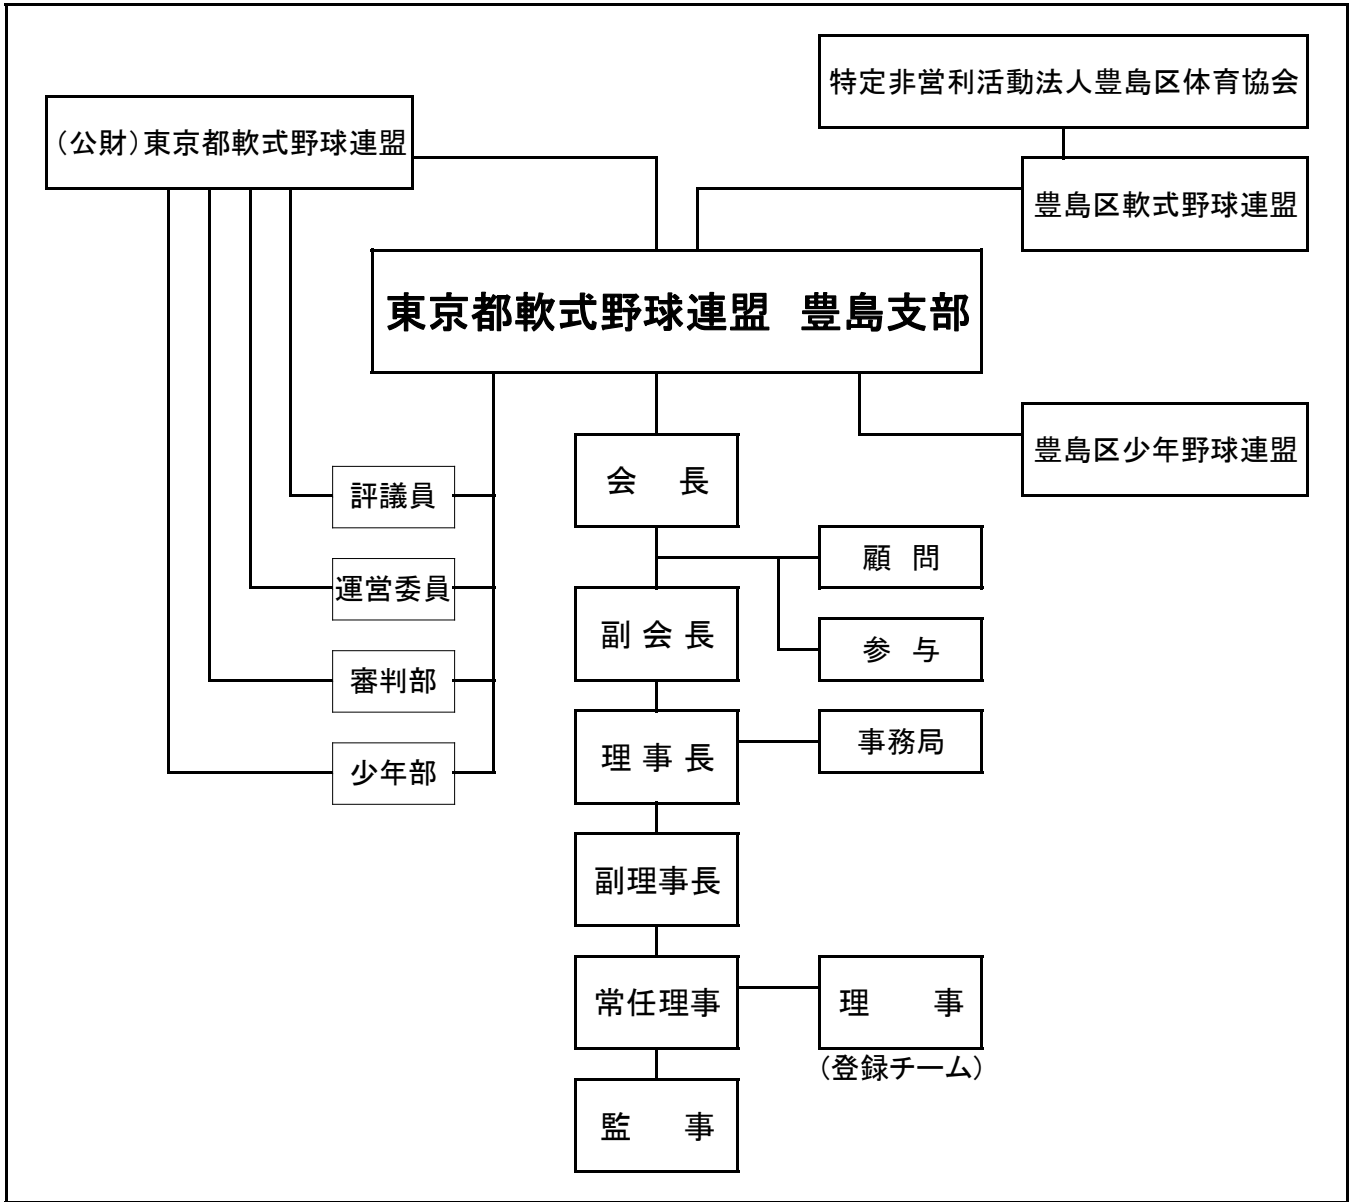 特定非営利活動法人豊島区体育協会
（公財）東京都軟式野球連盟
豊島区軟式野球連盟
東京都軟式野球連盟　豊島支部
豊島区少年野球連盟
会　長
評議員
顧　問
運営委員
副 会 長
参　与
審判部
理 事 長
事務局
少年部
副理事長
常任理事
理　　事
（登録チーム）
監　事